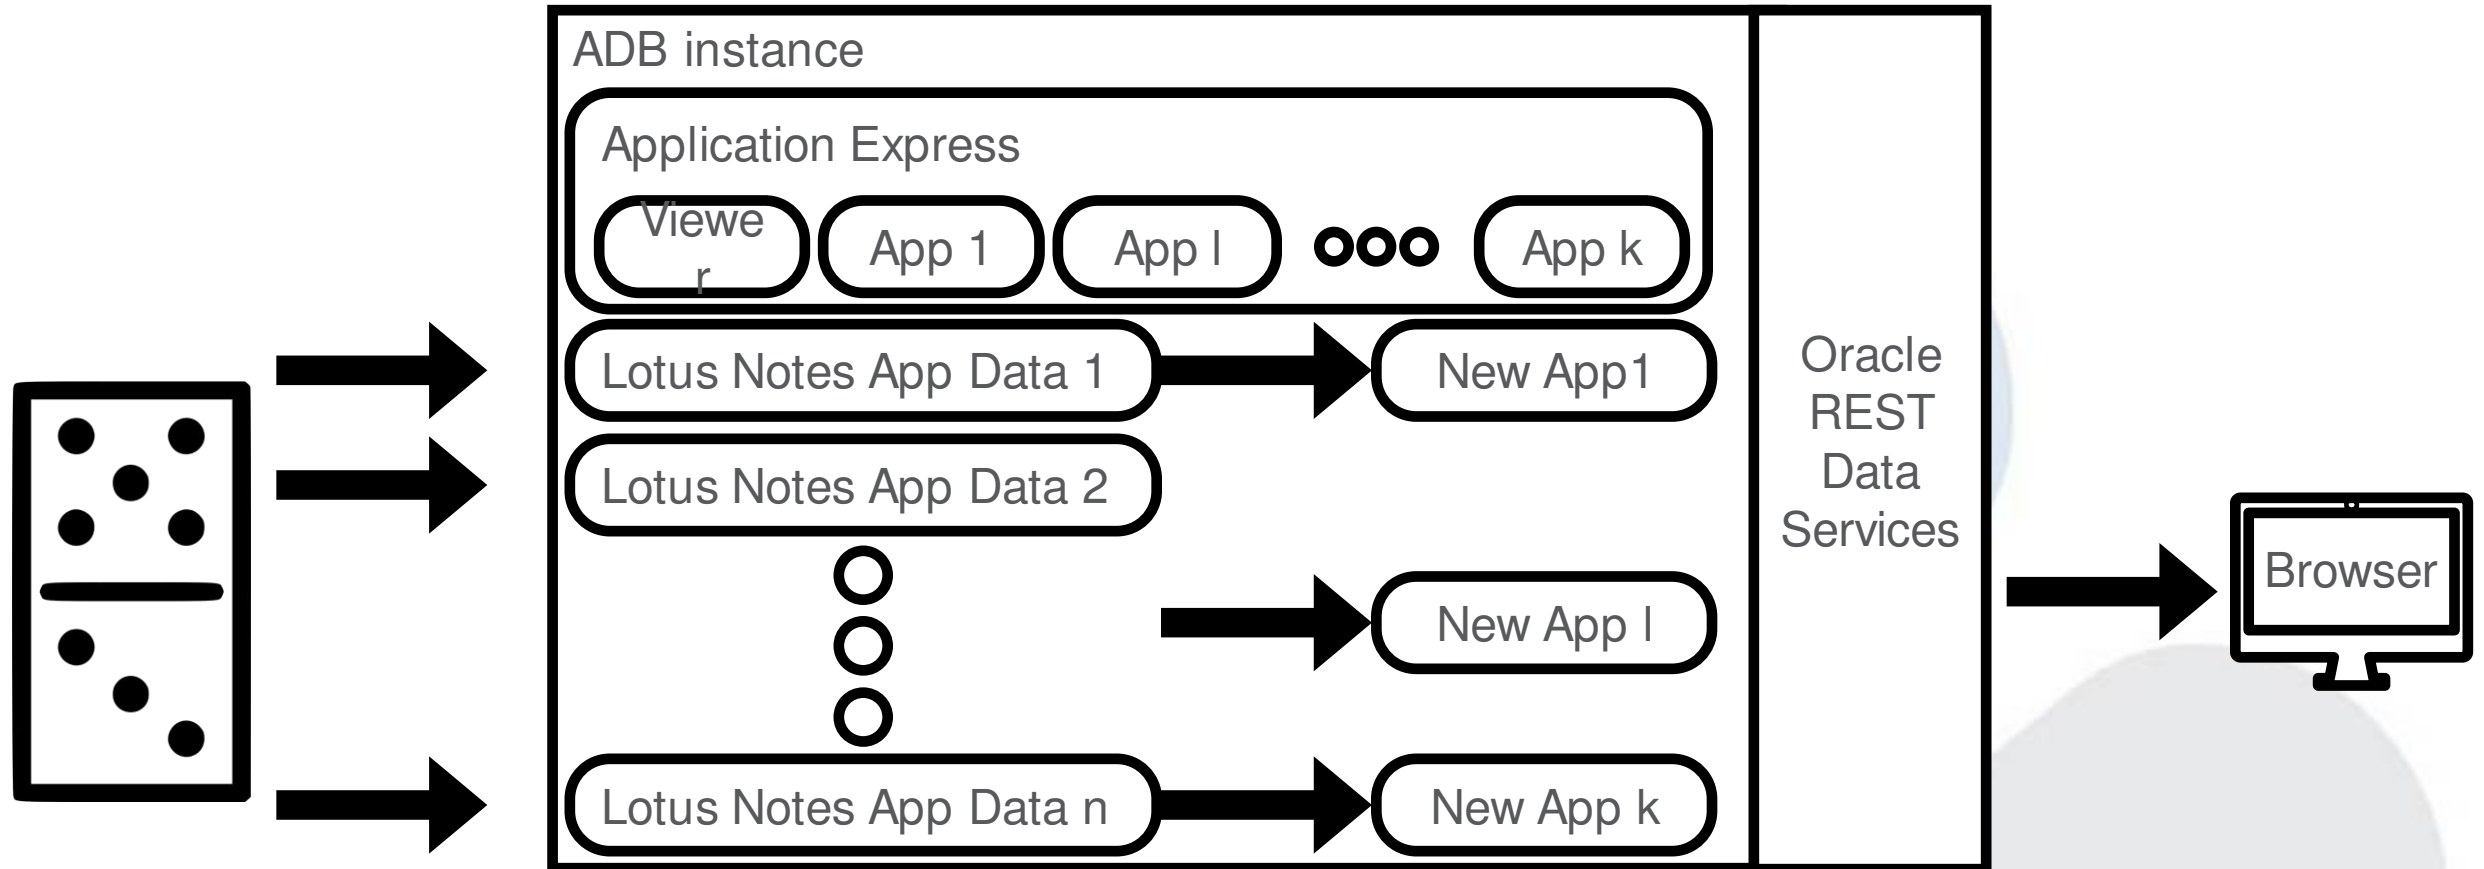 ADB instance
Application Express
Viewe
r
App 1
App l
App k
Lotus Notes App Data 1
New App1
Lotus Notes App Data 2
New App l
Lotus Notes App Data n
New App k
Oracle
REST
Data
Services
Browser